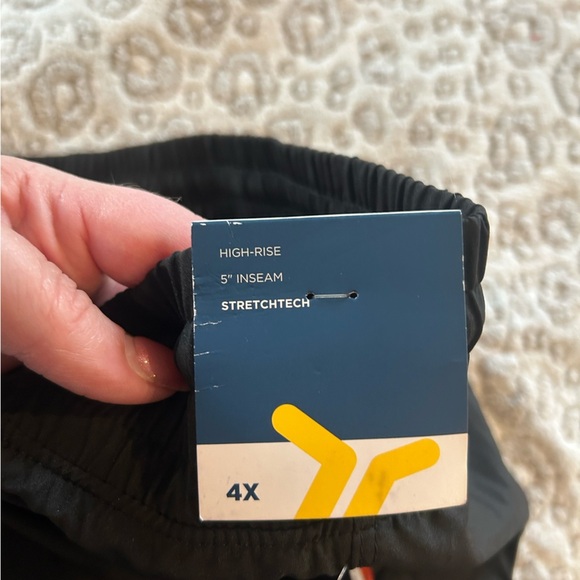 HIGH-RISE
5" INSEAM
STRETCHTECH
4X